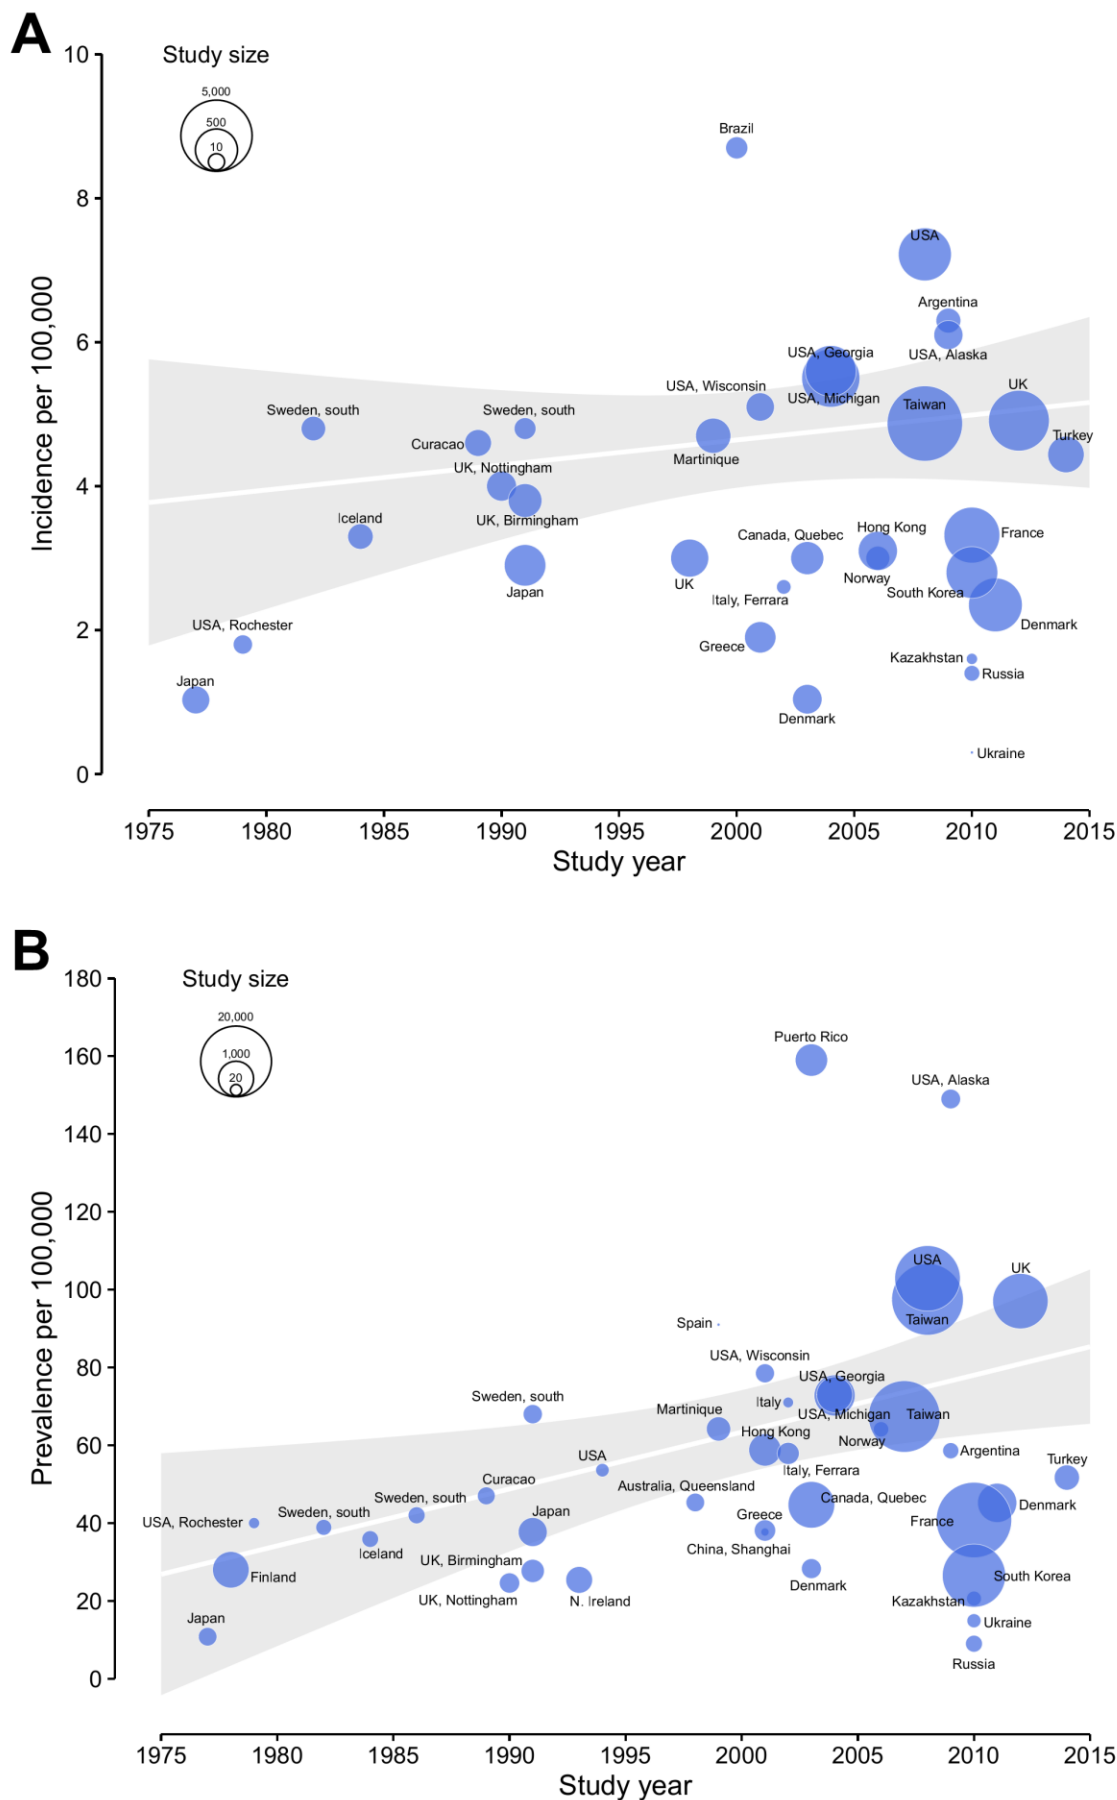 A
Study size
5,000
500
10
Incidence per 100,000
10
8
6
4
2
0
Brazil
USA
Argentina
USA, Alaska
USA, Georgia
USA, Michigan
USA, Wisconsin
UK
Taiwan
Turkey
Sweden, south
Sweden, south
Curacao
Martinique
UK, Nottingham
UK, Birmingham
Iceland
Canada, Quebec
Hong Kong
France
Japan
UK
Norway
South Korea
Italy, Ferrara
Denmark
USA, Rochester
Greece
Kazakhstan
Russia
Japan
Denmark
Ukraine
1975
1980
1985
1990
1995
2000
2005
2010
2015
Study year
B
Study size
20,000
1,000
20
Prevalence per 100,000
180
160
140
120
100
80
60
40
20
0
Puerto Rico
USA, Alaska
USA
UK
Taiwan
Spain
USA, Wisconsin
USA, Georgia
Sweden, south
Italy
Martinique
USA, Michigan
Taiwan
Hong Kong
Norway
USA
Argentina
Turkey
Italy, Ferrara
Curacao
Australia, Queensland
Sweden, south
Canada, Quebec
Denmark
Sweden, south
Japan
Greece
USA, Rochester
France
China, Shanghai
Iceland
UK, Birmingham
Finland
South Korea
Denmark
UK, Nottingham
N. Ireland
Kazakhstan
Japan
Ukraine
Russia
1975
1980
1985
1990
1995
2000
2005
2010
2015
Study year